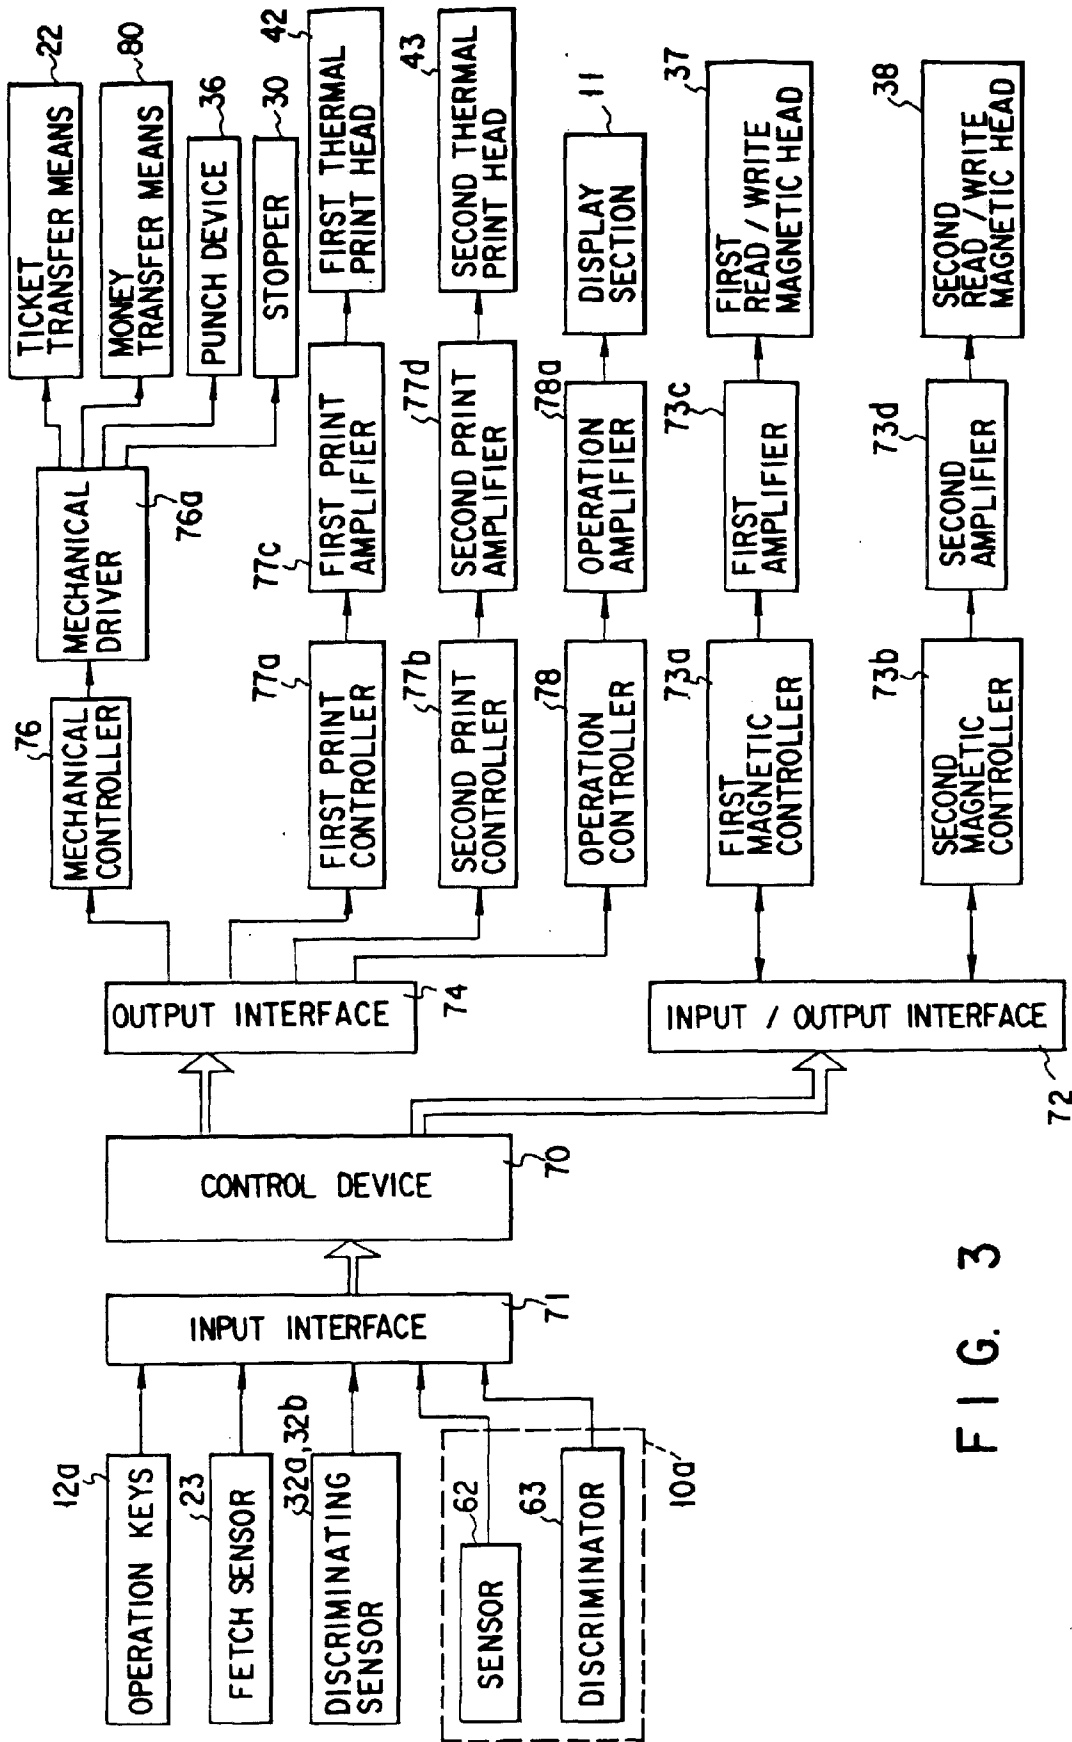 OPERATION KEYS
12a
FETCH SENSOR
23
DISCRIMINATING
SENSOR
32a, 32b
SENSOR
62
DISCRIMINATOR
63
10a
INPUT INTERFACE
71
CONTROL DEVICE
70
OUTPUT INTERFACE
74
INPUT / OUTPUT INTERFACE
72
MECHANICAL
CONTROLLER
76
MECHANICAL
DRIVER
76a
TICKET
TRANSFER MEANS
22
MONEY
TRANSFER MEANS
80
PUNCH DEVICE
36
STOPPER
30
FIRST PRINT
CONTROLLER
77a
FIRST PRINT
AMPLIFIER
77c
FIRST THERMAL
PRINT HEAD
42
SECOND PRINT
CONTROLLER
77b
SECOND PRINT
AMPLIFIER
77d
SECOND THERMAL
PRINT HEAD
43
OPERATION
CONTROLLER
78
OPERATION
AMPLIFIER
78a
DISPLAY
SECTION
11
FIRST
MAGNETIC
CONTROLLER
73a
FIRST
AMPLIFIER
73c
FIRST
READ / WRITE
MAGNETIC HEAD
37
SECOND
MAGNETIC
CONTROLLER
73b
SECOND
AMPLIFIER
73d
SECOND
READ / WRITE
MAGNETIC HEAD
38
FIG. 3